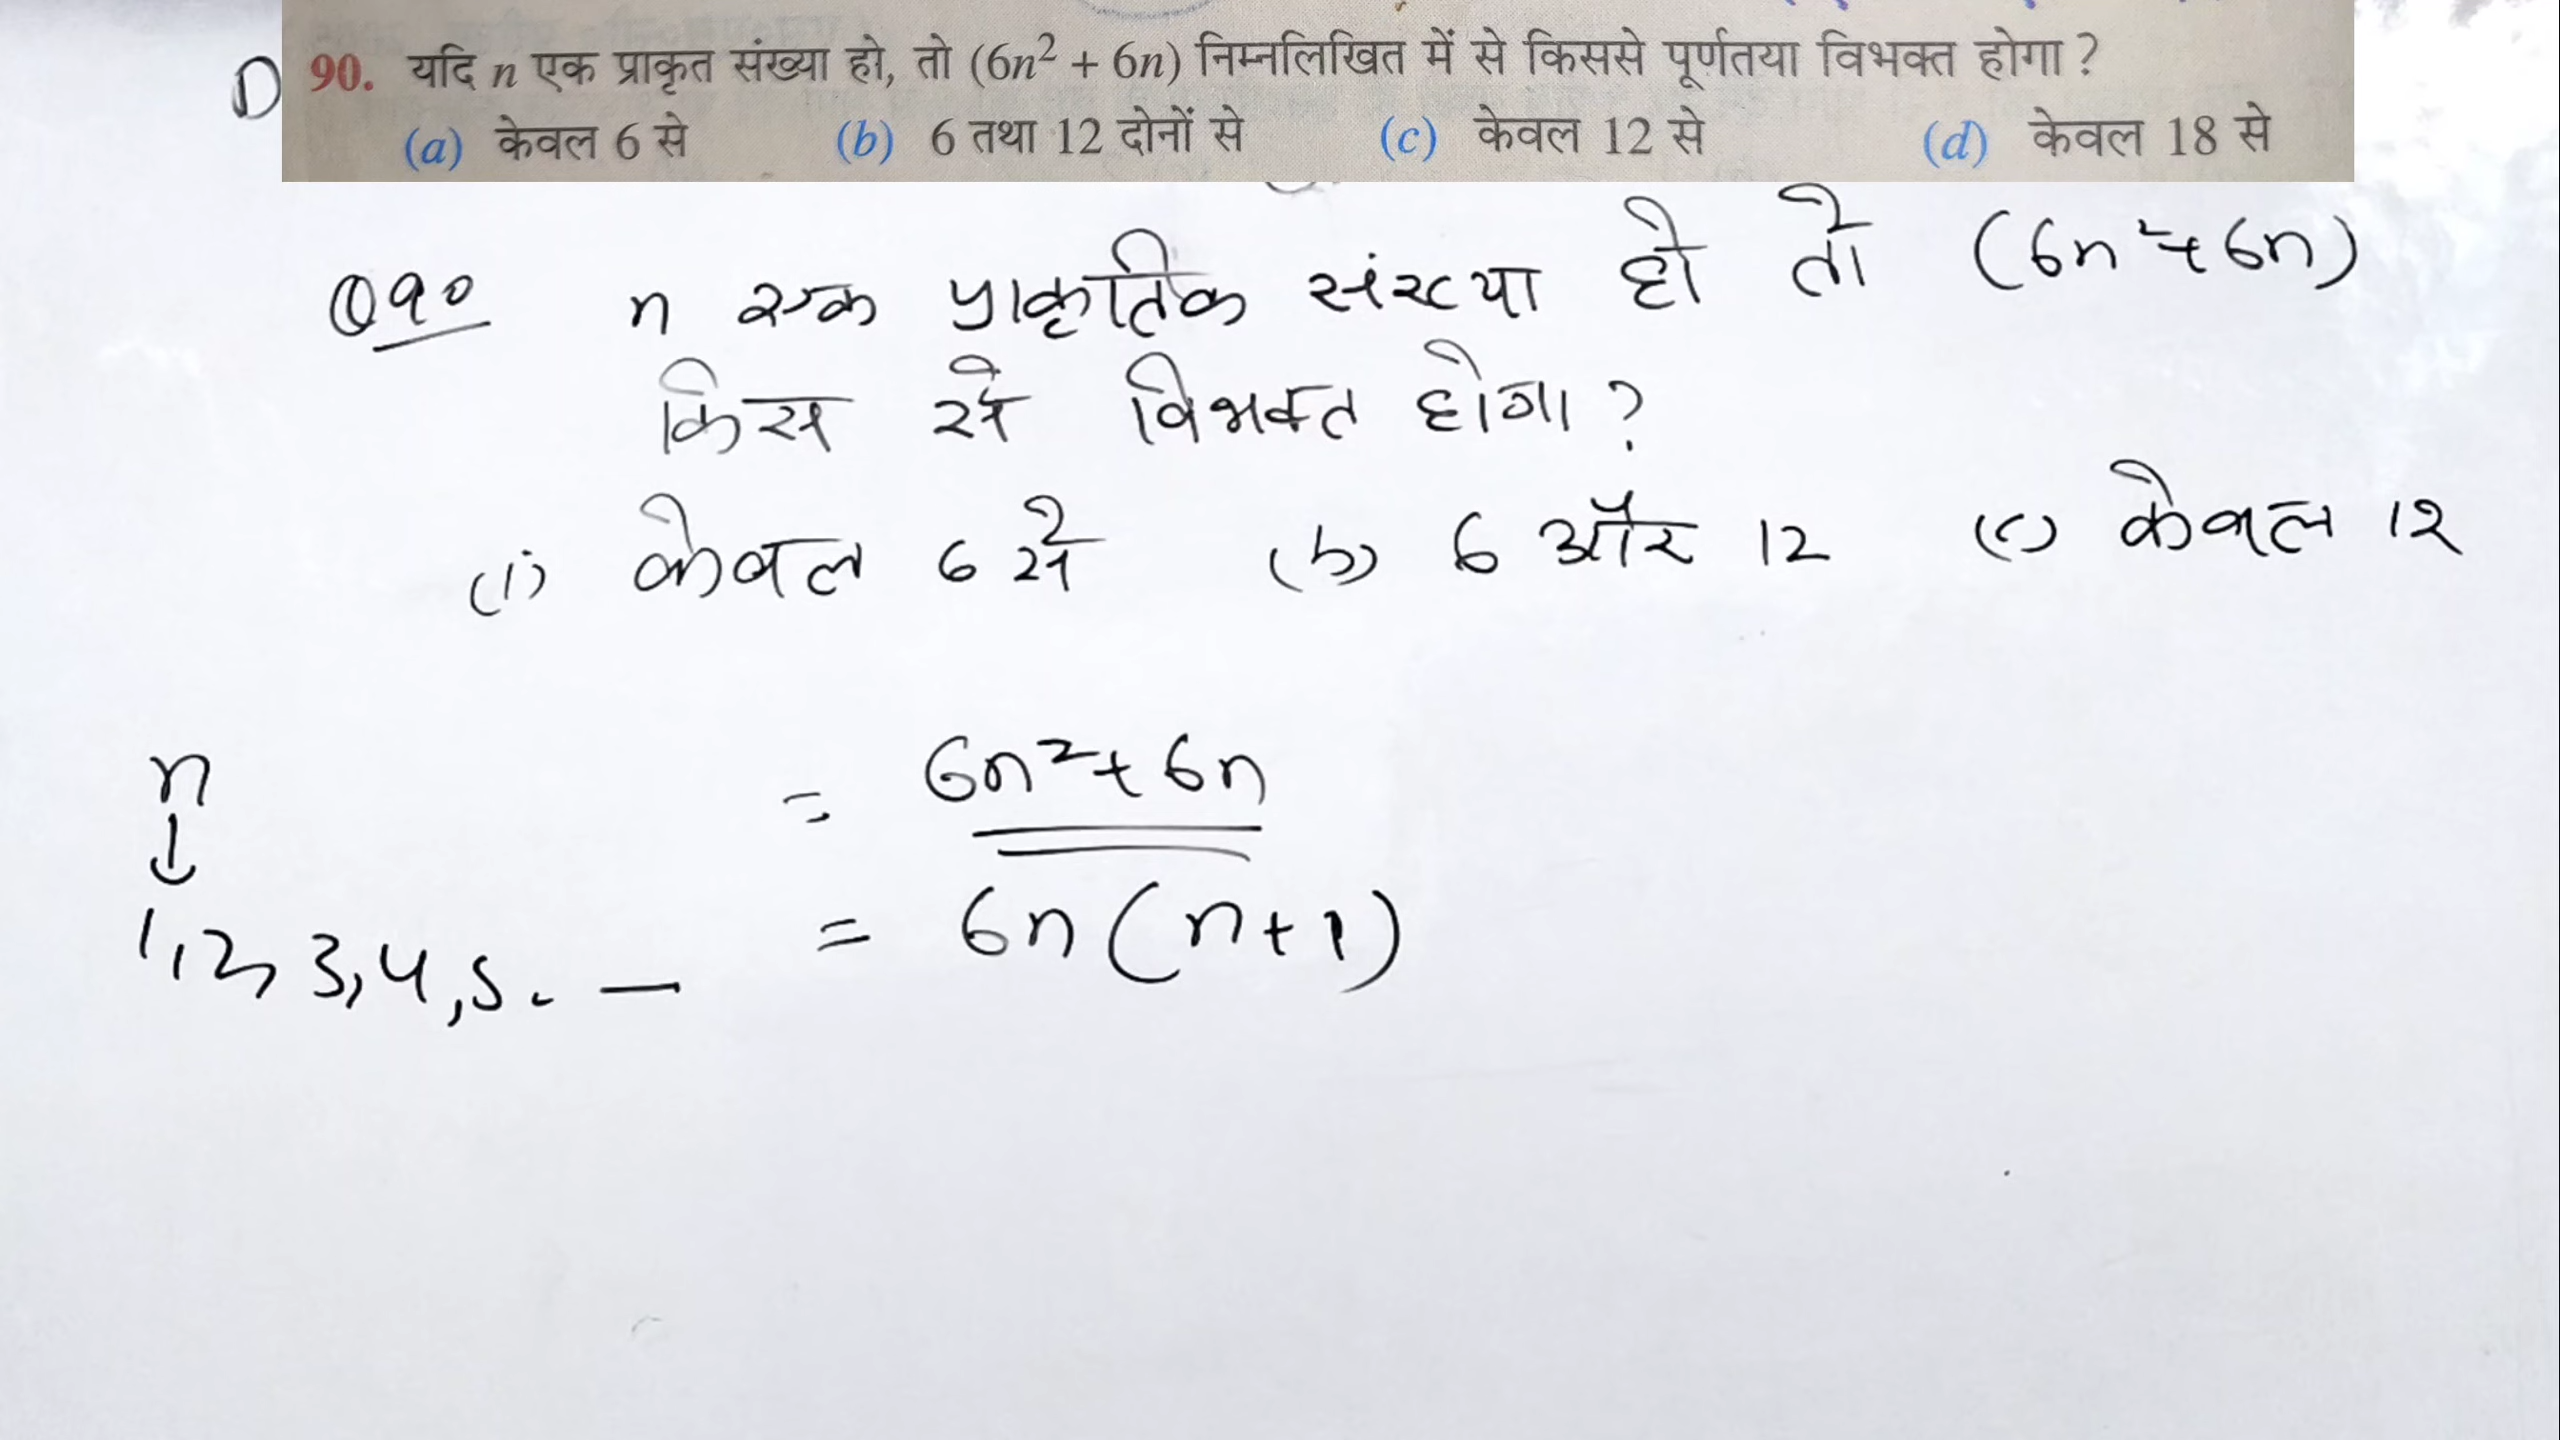 D 90. यदि n एक प्राकृत संख्या हो, तो (6n² + 6n) निम्नलिखित में से किससे पूर्णतया विभक्त होगा ?
(a) केवल 6 से (b) 6 तथा 12 दोनों से (c) केवल 12 से (d) केवल 18 से
Q90 n एक प्राकृतिक संख्या हो तो (6n²+6n)
किस से विभक्त होगा ?
(i) केवल 6 से (b) 6 और 12 (c) केवल 12
n = 6n²+6n
↓
1,2,3,4,5. — = 6n(n+1)